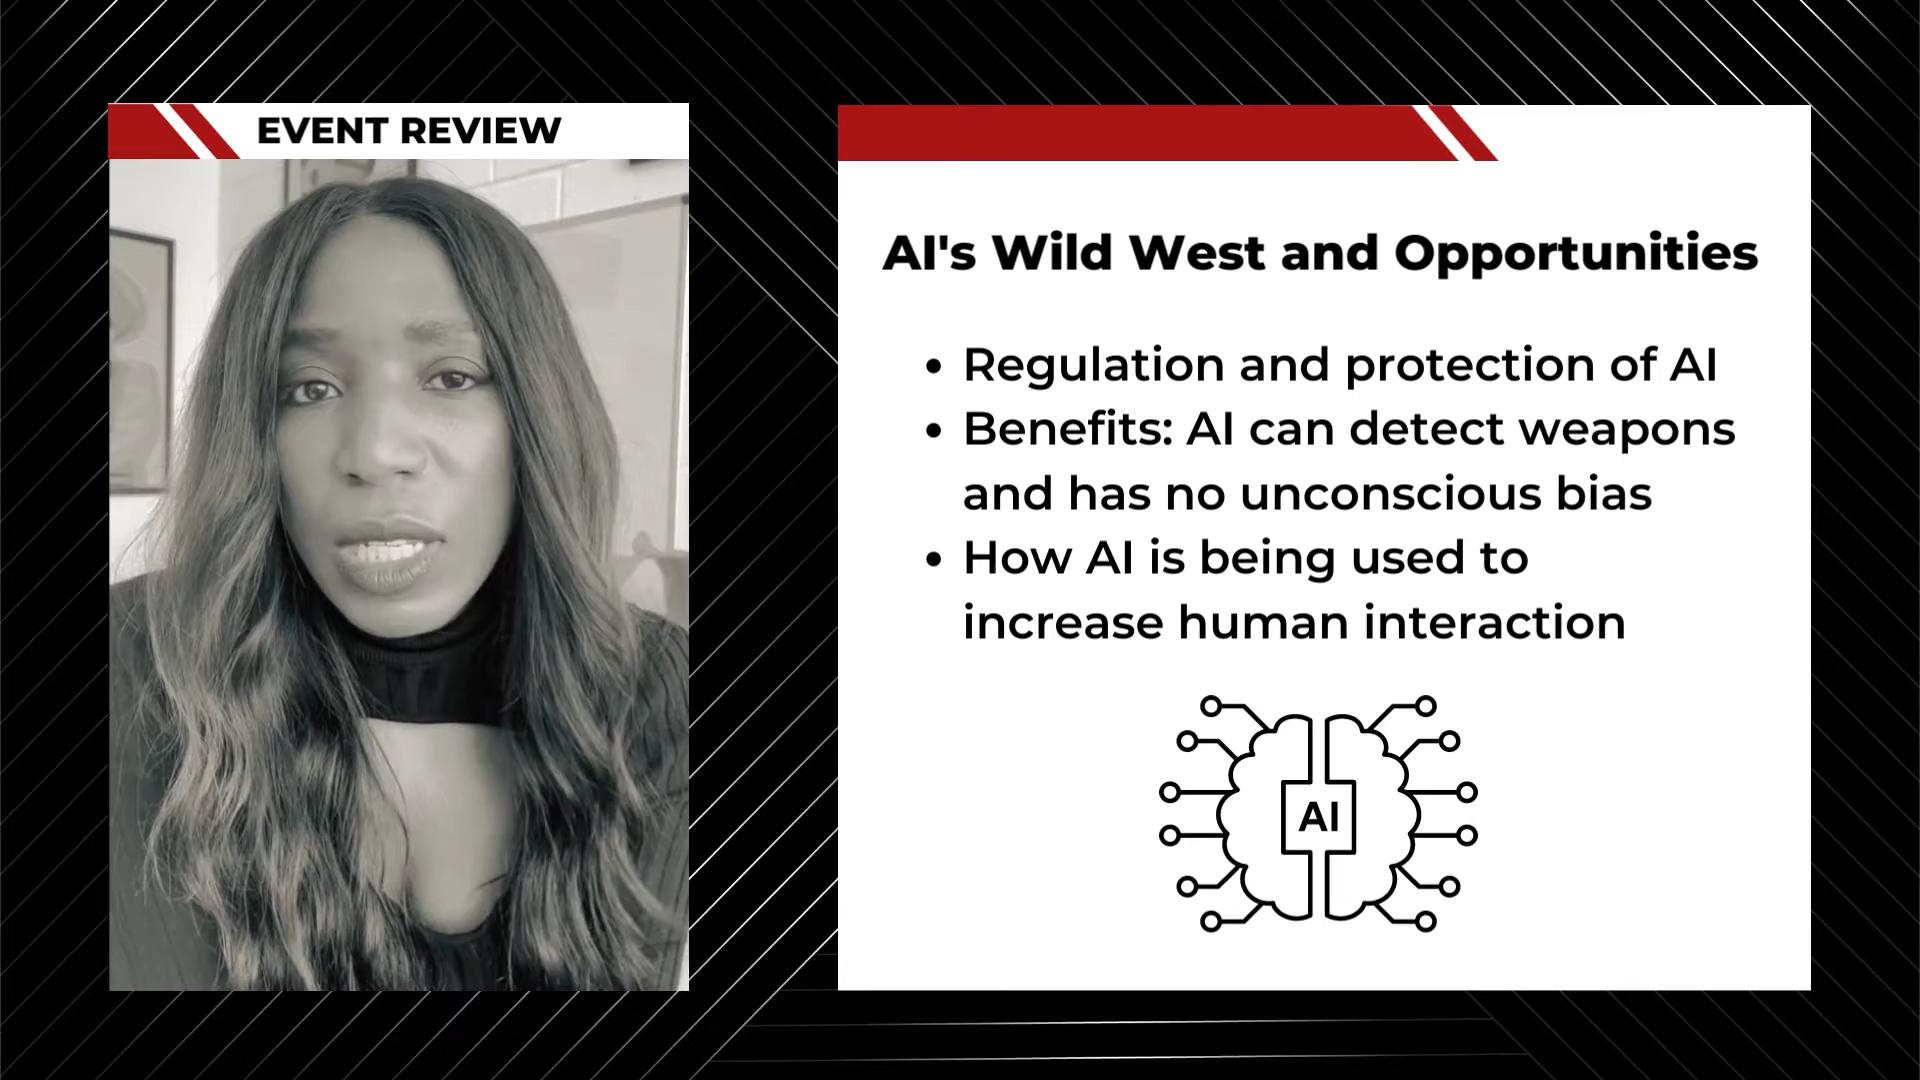 EVENT REVIEW
AI's Wild West and Opportunities
• Regulation and protection of AI
• Benefits: AI can detect weapons
and has no unconscious bias
• How AI is being used to
increase human interaction
AI